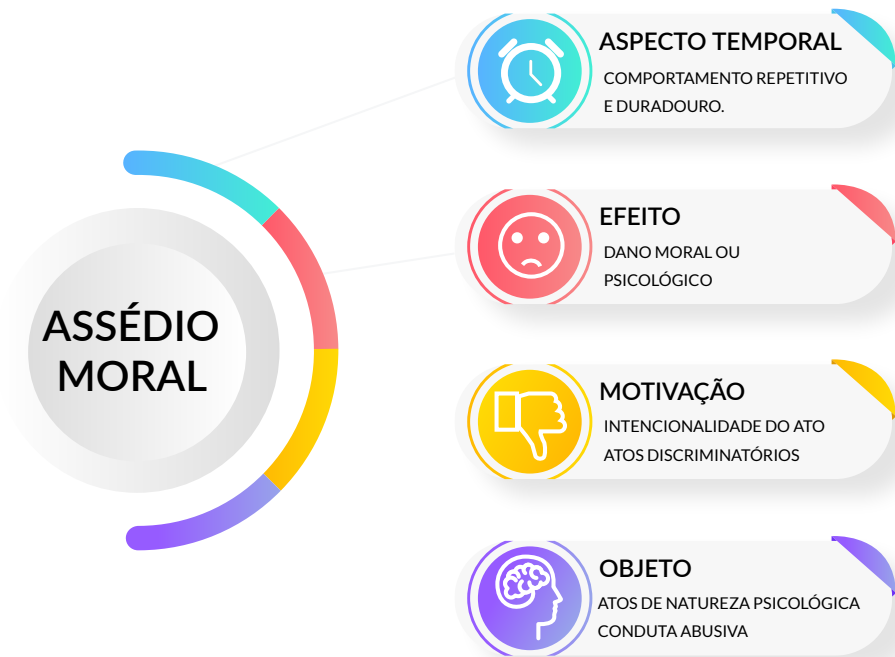 ASSÉDIO
MORAL
ASPECTO TEMPORAL
COMPORTAMENTO REPETITIVO
E DURADOURO.
EFEITO
DANO MORAL OU
PSICOLÓGICO
MOTIVAÇÃO
INTENCIONALIDADE DO ATO
ATOS DISCRIMINATÓRIOS
OBJETO
ATOS DE NATUREZA PSICOLÓGICA
CONDUTA ABUSIVA